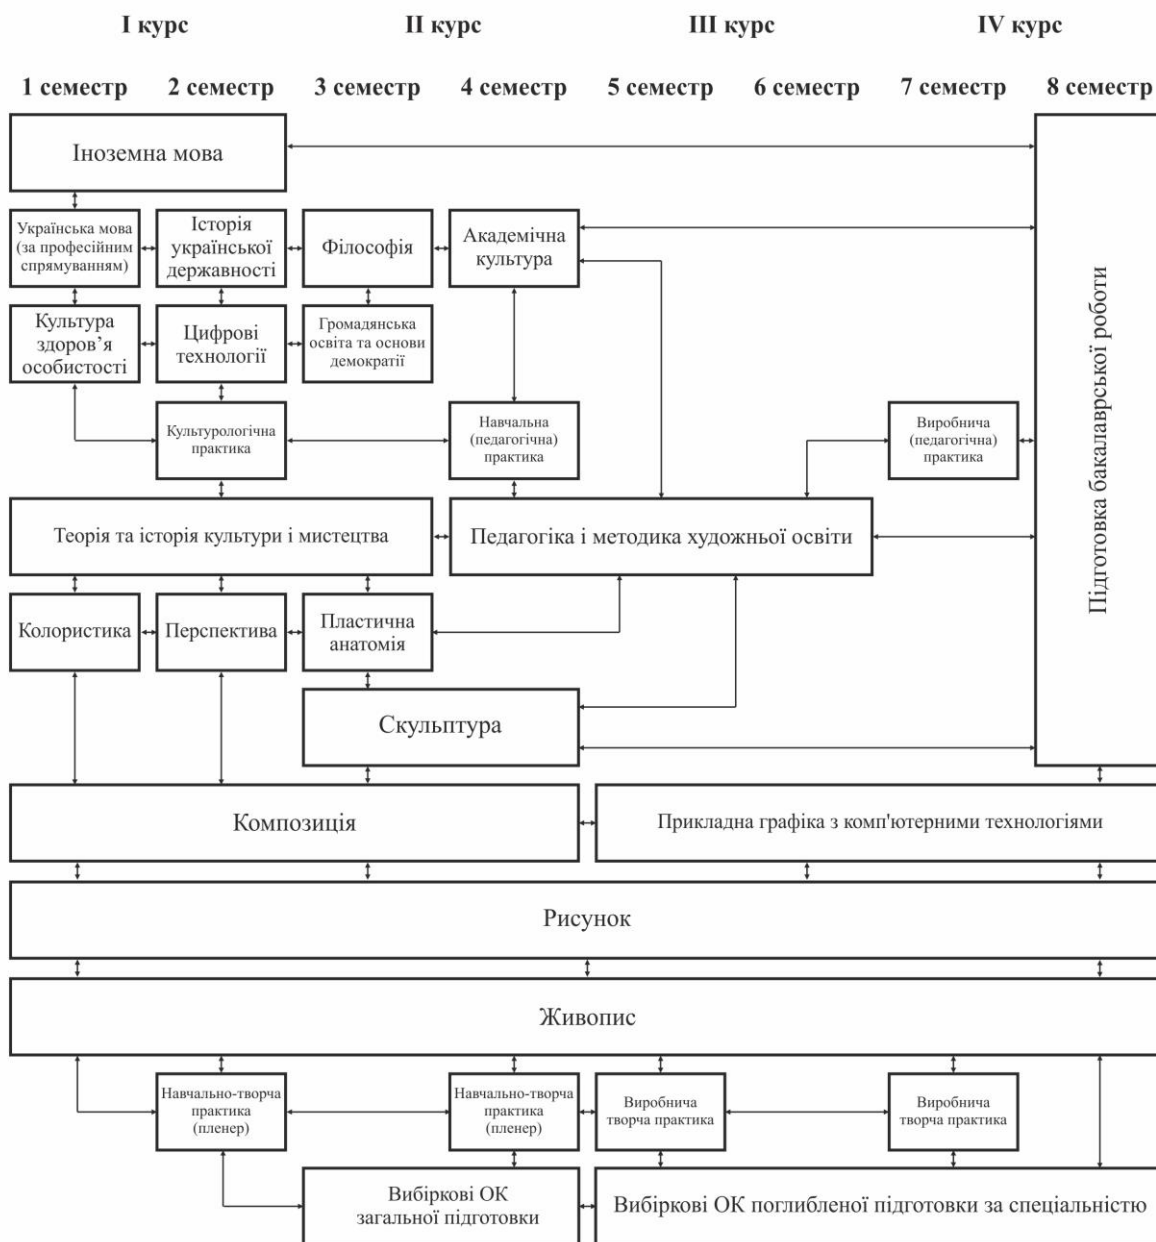 I курс II курс III курс IV курс
1 семестр 2 семестр 3 семестр 4 семестр 5 семестр 6 семестр 7 семестр 8 семестр
Іноземна мова
Українська мова
(за професійним
спрямуванням)
Історія
української
державності
Філософія
Академічна
культура
Культура
здоров’я
особистості
Цифрові
технології
Громадянська
освіта та основи
демократії
Культурологічна
практика
Навчальна
(педагогічна)
практика
Виробнича
(педагогічна)
практика
Підготовка бакалаврської роботи
Теорія та історія культури і мистецтва
Педагогіка і методика художньої освіти
Колористика
Перспектива
Пластична
анатомія
Скульптура
Композиція
Прикладна графіка з комп'ютерними технологіями
Рисунок
Живопис
Навчально-творча
практика
(пленер)
Навчально-творча
практика
(пленер)
Виробнича
творча практика
Виробнича
творча практика
Вибіркові ОК
загальної підготовки
Вибіркові ОК поглибленої підготовки за спеціальністю